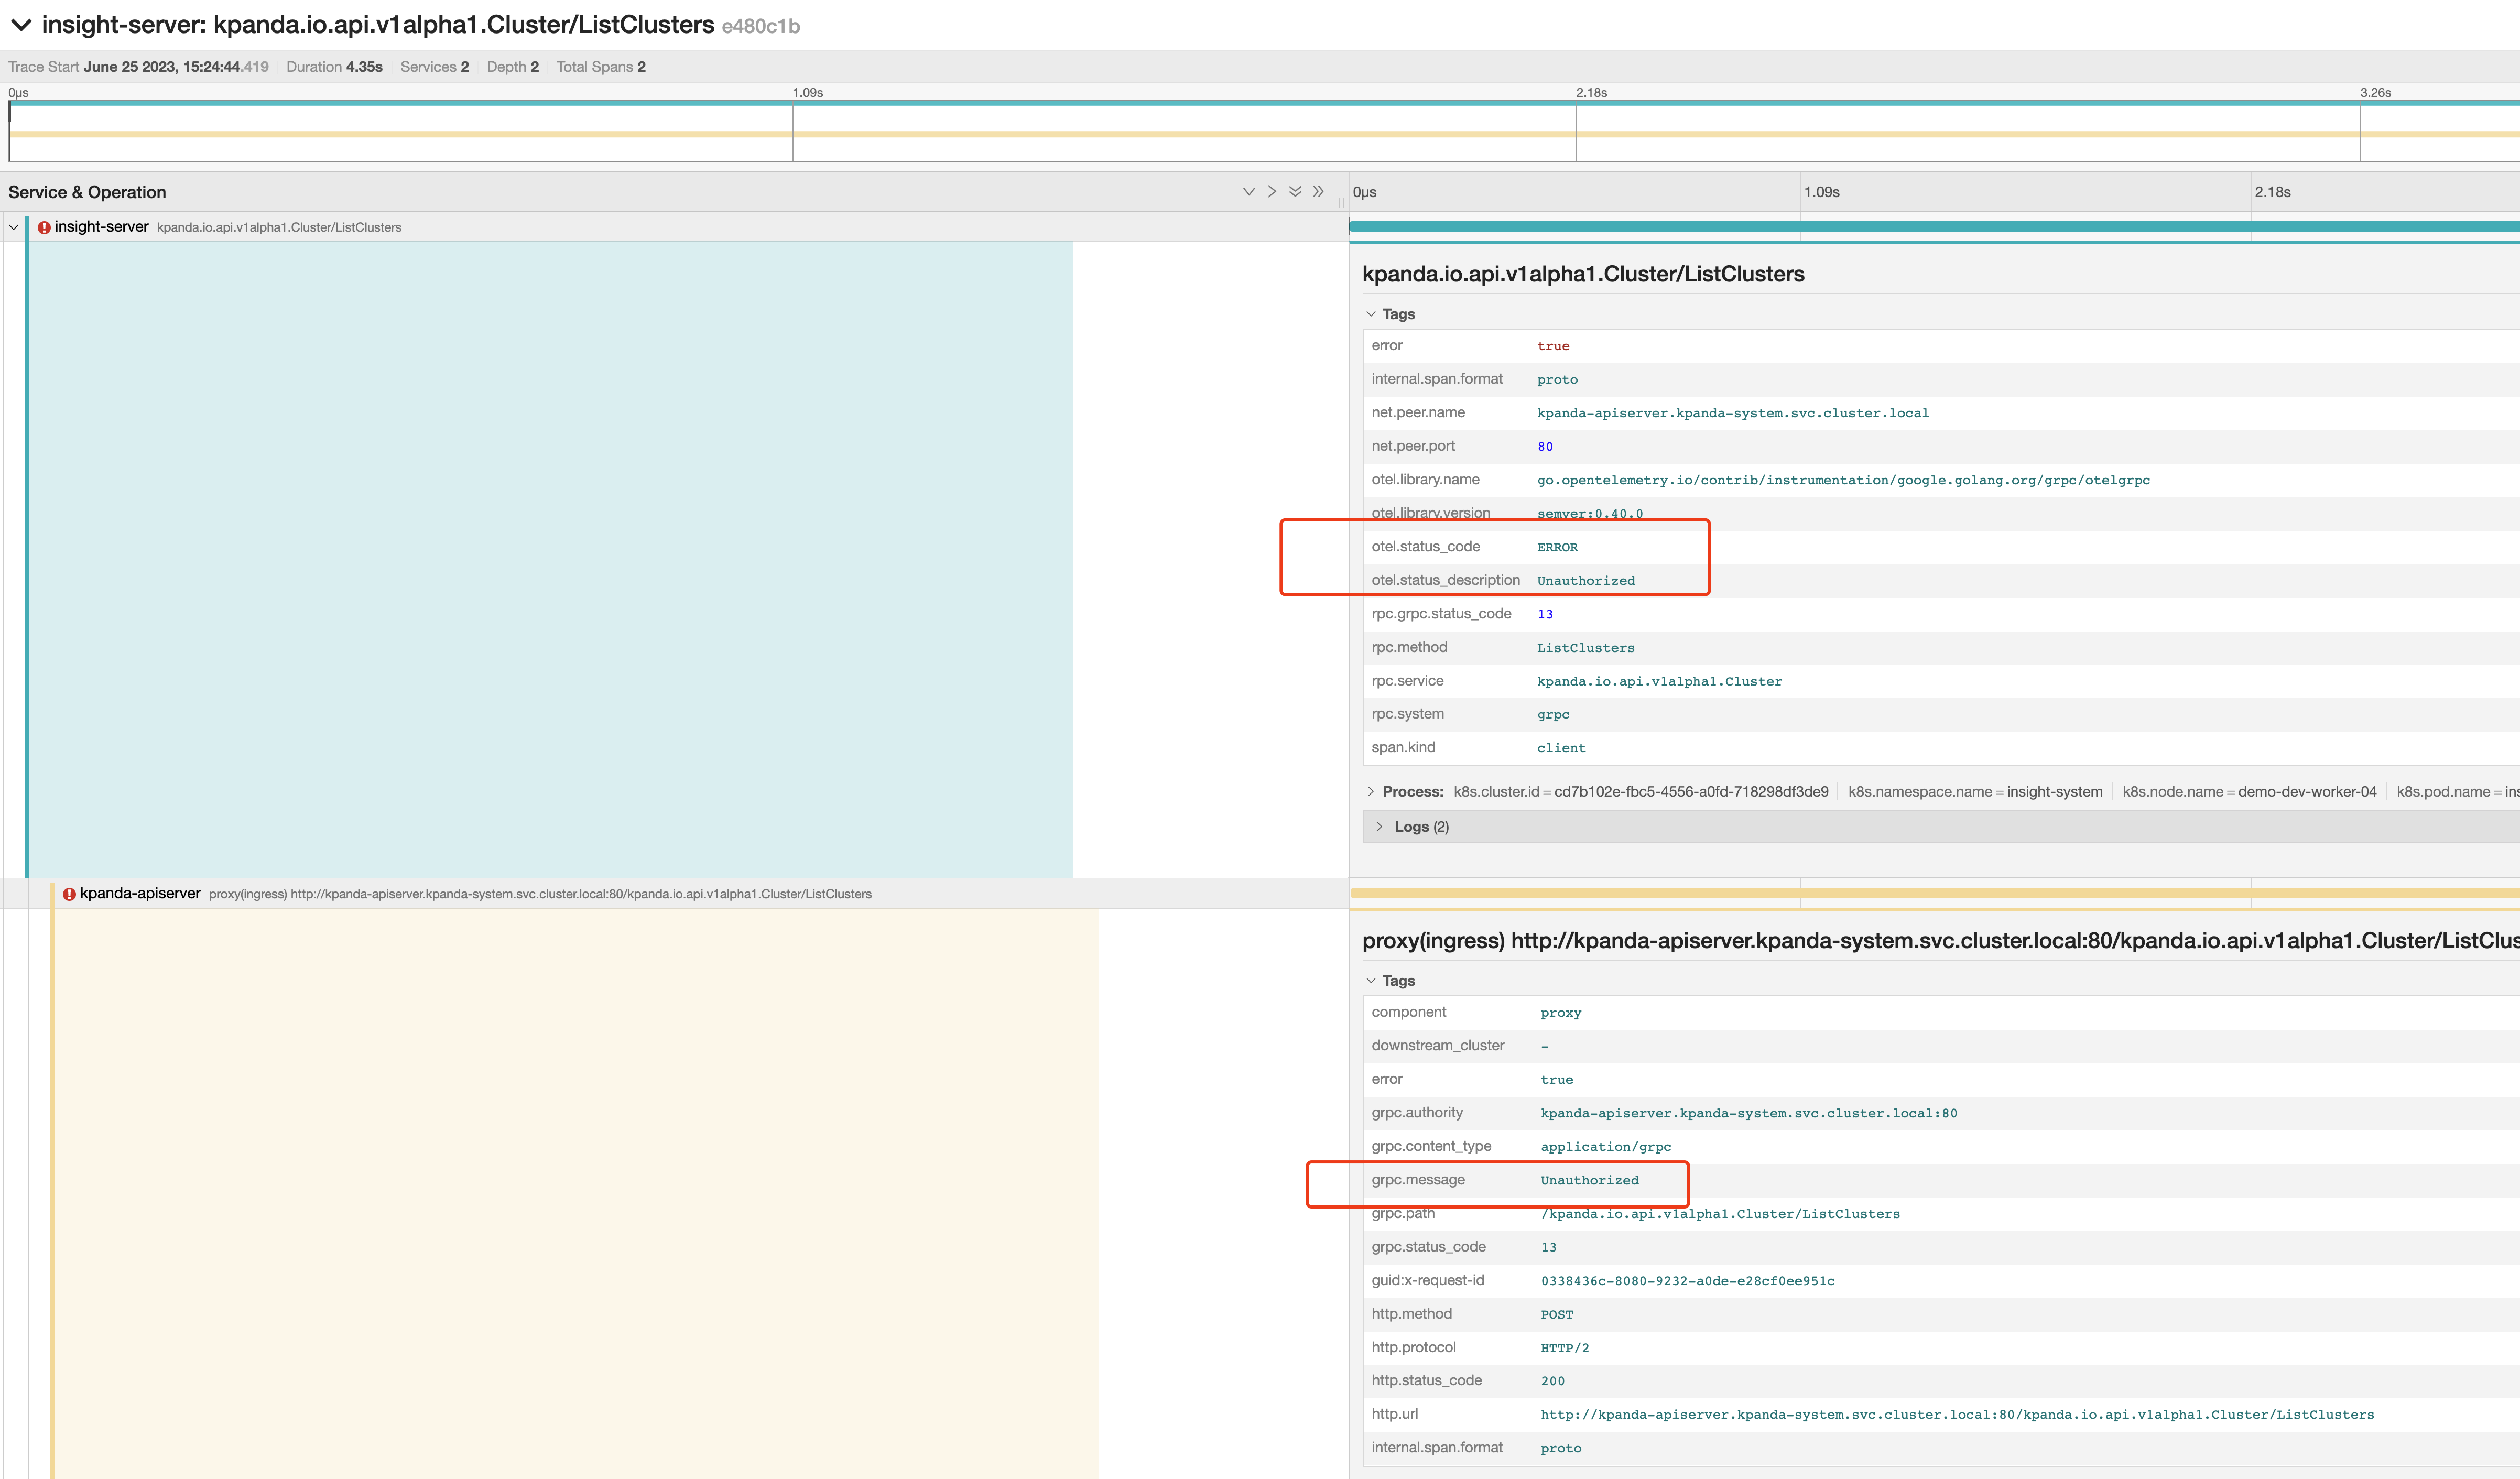 insight-server: kpanda.io.api.v1alpha1.Cluster/ListClusters e480c1b
Trace Start June 25 2023, 15:24:44.419 Duration 4.35s Services 2 Depth 2 Total Spans 2
0μs 1.09s 2.18s 3.26s
Service & Operation 0μs 1.09s 2.18s
insight-server kpanda.io.api.v1alpha1.Cluster/ListClusters
kpanda.io.api.v1alpha1.Cluster/ListClusters
Tags
error true
internal.span.format proto
net.peer.name kpanda-apiserver.kpanda-system.svc.cluster.local
net.peer.port 80
otel.library.name go.opentelemetry.io/contrib/instrumentation/google.golang.org/grpc/otelgrpc
otel.library.version semver:0.40.0
otel.status_code ERROR
otel.status_description Unauthorized
rpc.grpc.status_code 13
rpc.method ListClusters
rpc.service kpanda.io.api.v1alpha1.Cluster
rpc.system grpc
span.kind client
Process: k8s.cluster.id = cd7b102e-fbc5-4556-a0fd-718298df3de9 k8s.namespace.name = insight-system k8s.node.name = demo-dev-worker-04 k8s.pod.name = ins
Logs (2)
kpanda-apiserver proxy(ingress) http://kpanda-apiserver.kpanda-system.svc.cluster.local:80/kpanda.io.api.v1alpha1.Cluster/ListClusters
proxy(ingress) http://kpanda-apiserver.kpanda-system.svc.cluster.local:80/kpanda.io.api.v1alpha1.Cluster/ListClus
Tags
component proxy
downstream_cluster -
error true
grpc.authority kpanda-apiserver.kpanda-system.svc.cluster.local:80
grpc.content_type application/grpc
grpc.message Unauthorized
grpc.path /kpanda.io.api.v1alpha1.Cluster/ListClusters
grpc.status_code 13
guid:x-request-id 0338436c-8080-9232-a0de-e28cf0ee951c
http.method POST
http.protocol HTTP/2
http.status_code 200
http.url http://kpanda-apiserver.kpanda-system.svc.cluster.local:80/kpanda.io.api.v1alpha1.Cluster/ListClusters
internal.span.format proto